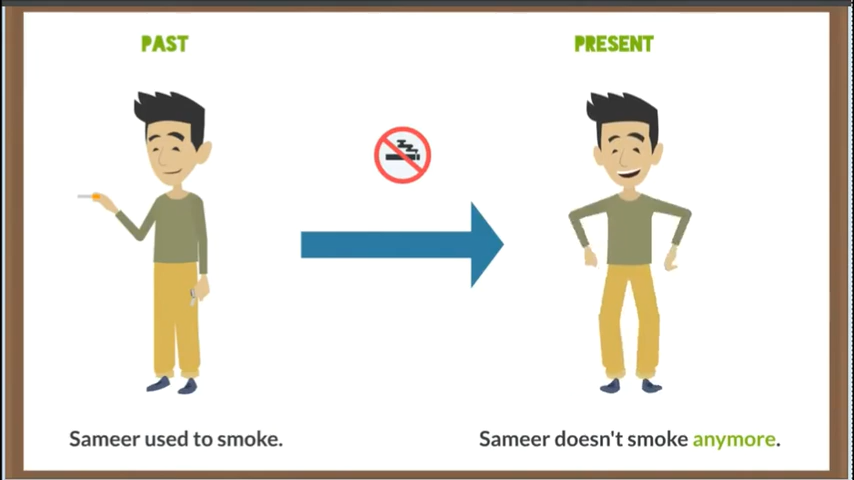 PAST
PRESENT
Sameer used to smoke.
Sameer doesn't smoke anymore.